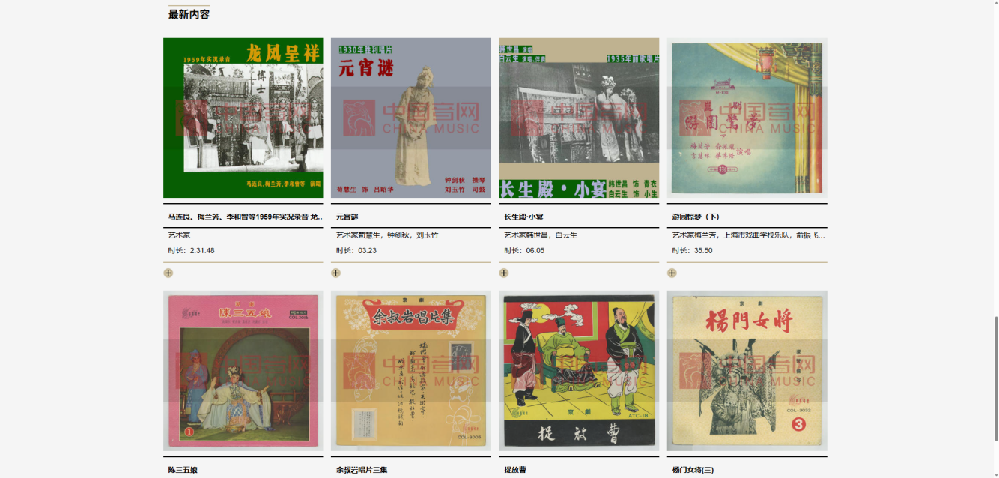 最新内容
龙凤呈祥
1959年实况录音
博士
马连良、梅兰芳、李和曾等 演唱
中国音网
CHINA MUSIC
1930年胜利唱片
元宵谜
钟剑秋 操琴
荀慧生 饰 吕昭华
刘玉竹 司鼓
中国音网
CHINA MUSIC
韩世昌 演唱
白云生 演唱、伴奏
1935年丽歌唱片
中国音网
CHINA MUSIC
长生殿·小宴
韩世昌 饰 青衣
白云生 饰 小生
M-135
崑劇
游園驚夢
下
梅蘭芳 俞振飛
言慧珠 華傳浩
演唱
中国音网
CHINA MUSIC
马连良、梅兰芳、李和曾等1959年实况录音 龙...
元宵谜
长生殿·小宴
游园惊梦（下）
艺术家
艺术家荀慧生，钟剑秋，刘玉竹
艺术家韩世昌，白云生
艺术家梅兰芳，上海市戏曲学校乐队，俞振飞...
时长：2:31:48
时长：03:23
时长：06:05
时长：35:50
潮劇
陳三五娘
COL-3005
中国音网
CHINA MUSIC
1
京劇
余叔岩唱片集
中国音网
CHINA MUSIC
COL-3008
中国音网
CHINA MUSIC
京劇
ATC-18
捉放曹
京劇
楊門女将
中国音网
CHINA MUSIC
COL-3032
3
陈三五娘
余叔岩唱片三集
捉放曹
杨门女将(三)